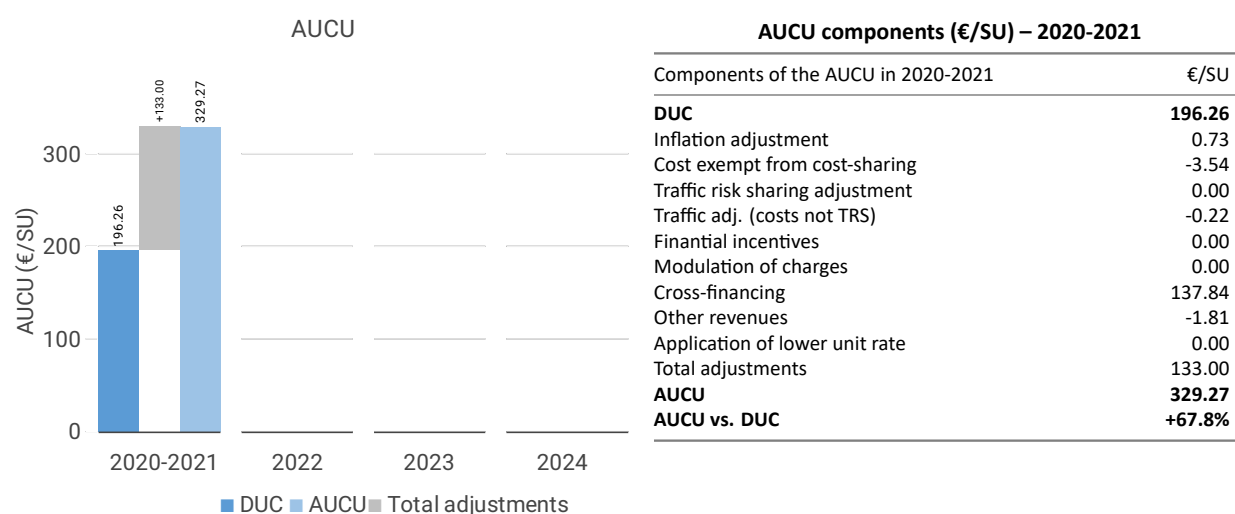 AUCU
AUCU (€/SU)
300
200
100
0
196.26
+133.00
329.27
2020-2021
2022
2023
2024
DUC
AUCU
Total adjustments
AUCU components (€/SU) – 2020-2021
Components of the AUCU in 2020-2021 €/SU
DUC 196.26
Inflation adjustment 0.73
Cost exempt from cost-sharing -3.54
Traffic risk sharing adjustment 0.00
Traffic adj. (costs not TRS) -0.22
Finantial incentives 0.00
Modulation of charges 0.00
Cross-financing 137.84
Other revenues -1.81
Application of lower unit rate 0.00
Total adjustments 133.00
AUCU 329.27
AUCU vs. DUC +67.8%